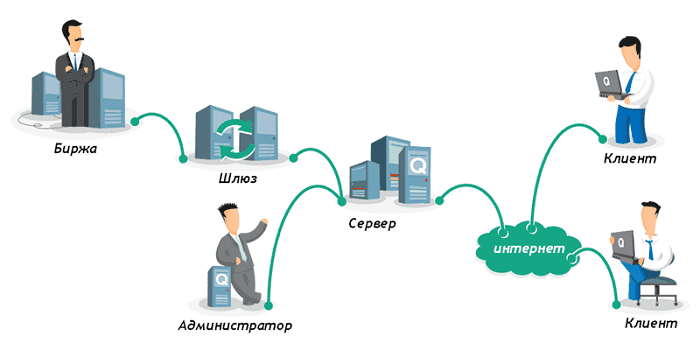 Биржа
Шлюз
Сервер
Q
Q
Клиент
интернет
Q
Администратор
Q
Клиент